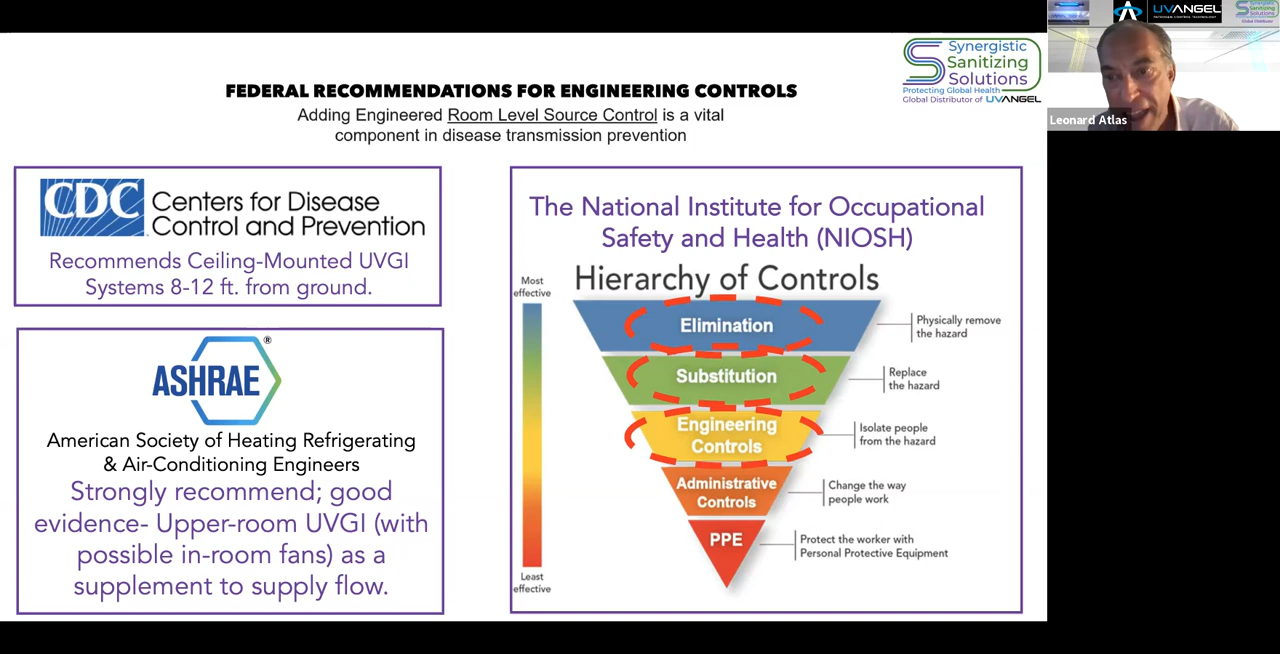 FEDERAL RECOMMENDATIONS FOR ENGINEERING CONTROLS
Adding Engineered Room Level Source Control is a vital
component in disease transmission prevention
Synergistic
Sanitizing
Solutions
Protecting Global Health
Global Distributor of UVANGEL
CDC
Centers for Disease
Control and Prevention
Recommends Ceiling-Mounted UVGI
Systems 8-12 ft. from ground.
ASHRAE®
American Society of Heating Refrigerating
& Air-Conditioning Engineers
Strongly recommend; good
evidence- Upper-room UVGI (with
possible in-room fans) as a
supplement to supply flow.
The National Institute for Occupational
Safety and Health (NIOSH)
Hierarchy of Controls
Most
effective
Elimination
Physically remove
the hazard
Substitution
Replace
the hazard
Engineering
Controls
Isolate people
from the hazard
Administrative
Controls
Change the way
people work
PPE
Protect the worker with
Personal Protective Equipment
Least
effective
UVANGEL
Synergistic
Sanitizing
Solutions
Leonard Atlas